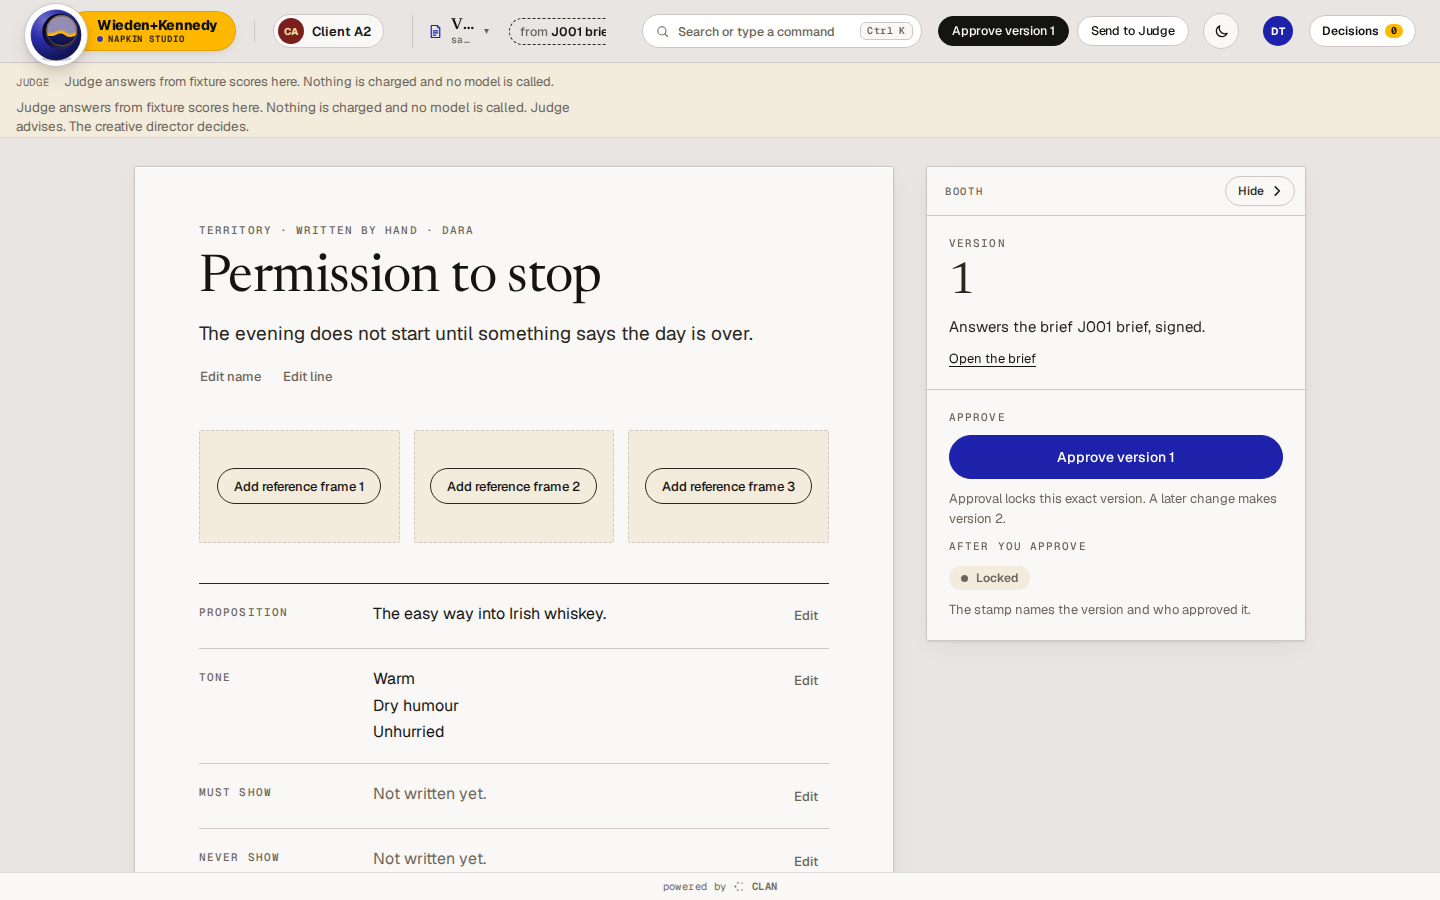 Wieden+Kennedy
NAPKIN STUDIO
CA Client A2
V...
sa...
from J001 brie
Search or type a command Ctrl K
Approve version 1
Send to Judge
DT
Decisions 0
JUDGE Judge answers from fixture scores here. Nothing is charged and no model is called.
Judge answers from fixture scores here. Nothing is charged and no model is called. Judge
advises. The creative director decides.
TERRITORY · WRITTEN BY HAND · DARA
Permission to stop
The evening does not start until something says the day is over.
Edit name Edit line
Add reference frame 1 Add reference frame 2 Add reference frame 3
PROPOSITION The easy way into Irish whiskey. Edit
TONE Warm Edit
Dry humour
Unhurried
MUST SHOW Not written yet. Edit
NEVER SHOW Not written yet. Edit
BOOTH Hide
VERSION
1
Answers the brief J001 brief, signed.
Open the brief
APPROVE
Approve version 1
Approval locks this exact version. A later change makes
version 2.
AFTER YOU APPROVE
Locked
The stamp names the version and who approved it.
powered by CLAN